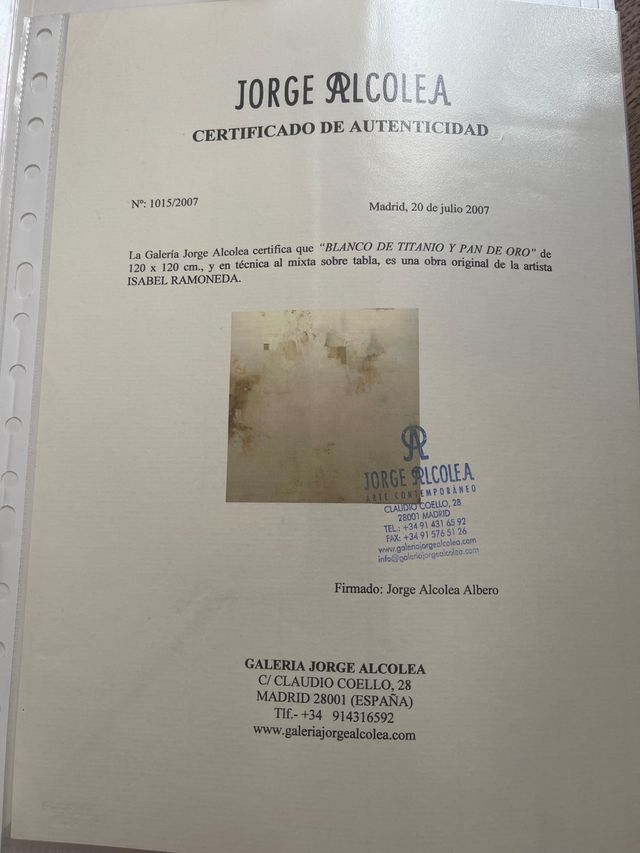 JORGE ALCOLEA
CERTIFICADO DE AUTENTICIDAD
Nº: 1015/2007
Madrid, 20 de julio 2007
La Galería Jorge Alcolea certifica que "BLANCO DE TITANIO Y PAN DE ORO" de
120 x 120 cm., y en técnica al mixta sobre tabla, es una obra original de la artista
ISABEL RAMONEDA.
JORGE ALCOLEA
ARTE CONTEMPORÁNEO
CLAUDIO COELLO, 28
28001 MADRID
TEL.: +34 91 431 65 92
FAX: +34 91 576 51 26
www.galeriajorgealcolea.com
info@galeriajorgealcolea.com
Firmado: Jorge Alcolea Albero
GALERIA JORGE ALCOLEA
C/ CLAUDIO COELLO, 28
MADRID 28001 (ESPAÑA)
Tlf.- +34 914316592
www.galeriajorgealcolea.com